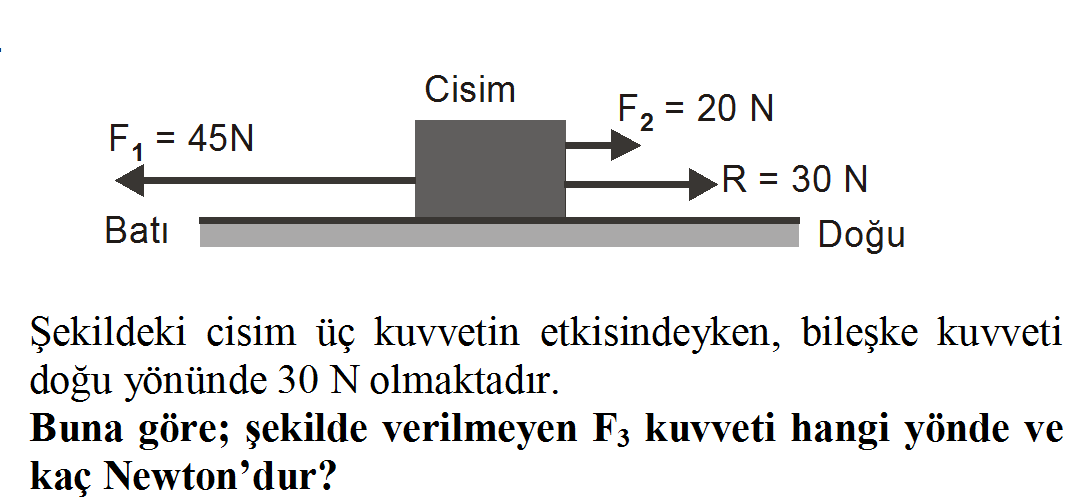 Cisim
F₂ = 20 N
F₁ = 45N
R = 30 N
Batı
Doğu
Şekildeki cisim üç kuvvetin etkisindeyken, bileşke kuvveti
doğu yönünde 30 N olmaktadır.
Buna göre; şekilde verilmeyen F₃ kuvveti hangi yönde ve
kaç Newton’dur?